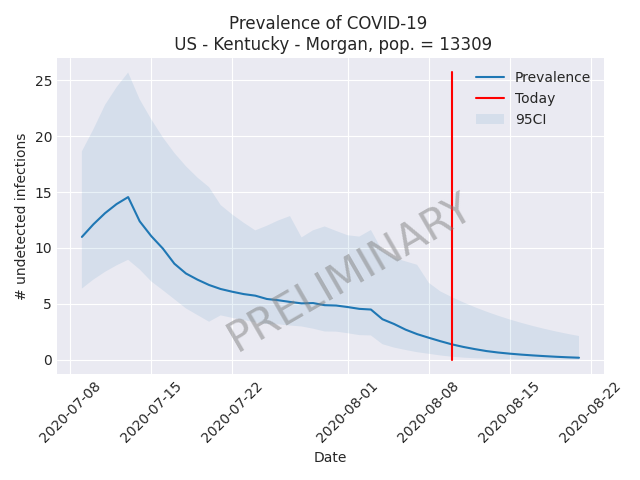 Prevalence of COVID-19
US - Kentucky - Morgan, pop. = 13309
Prevalence
Today
95CI
PRELIMINARY
# undetected infections
25
20
15
10
5
0
2020-07-08
2020-07-15
2020-07-22
2020-08-01
2020-08-08
2020-08-15
2020-08-22
Date